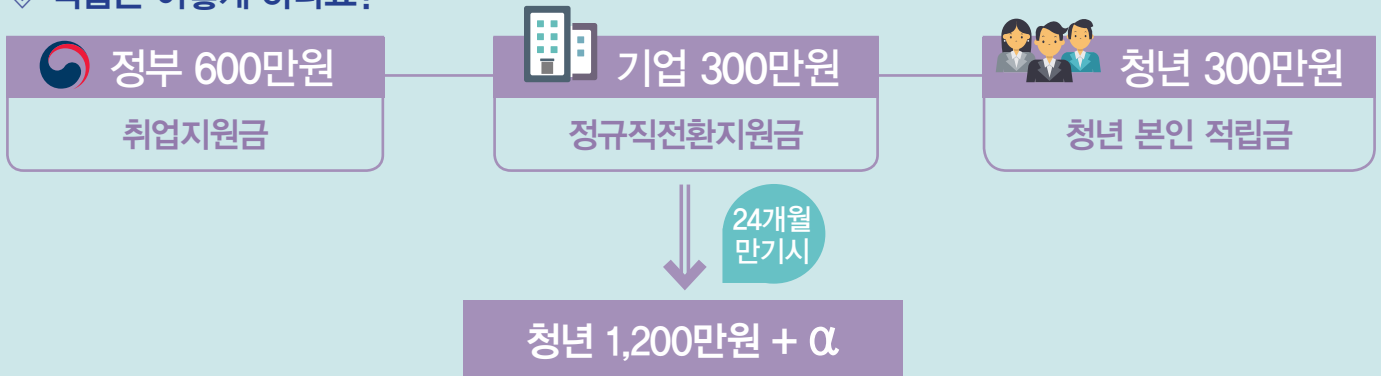 정부 600만원
취업지원금
기업 300만원
정규직전환지원금
청년 300만원
청년 본인 적립금
24개월
만기시
청년 1,200만원 + α